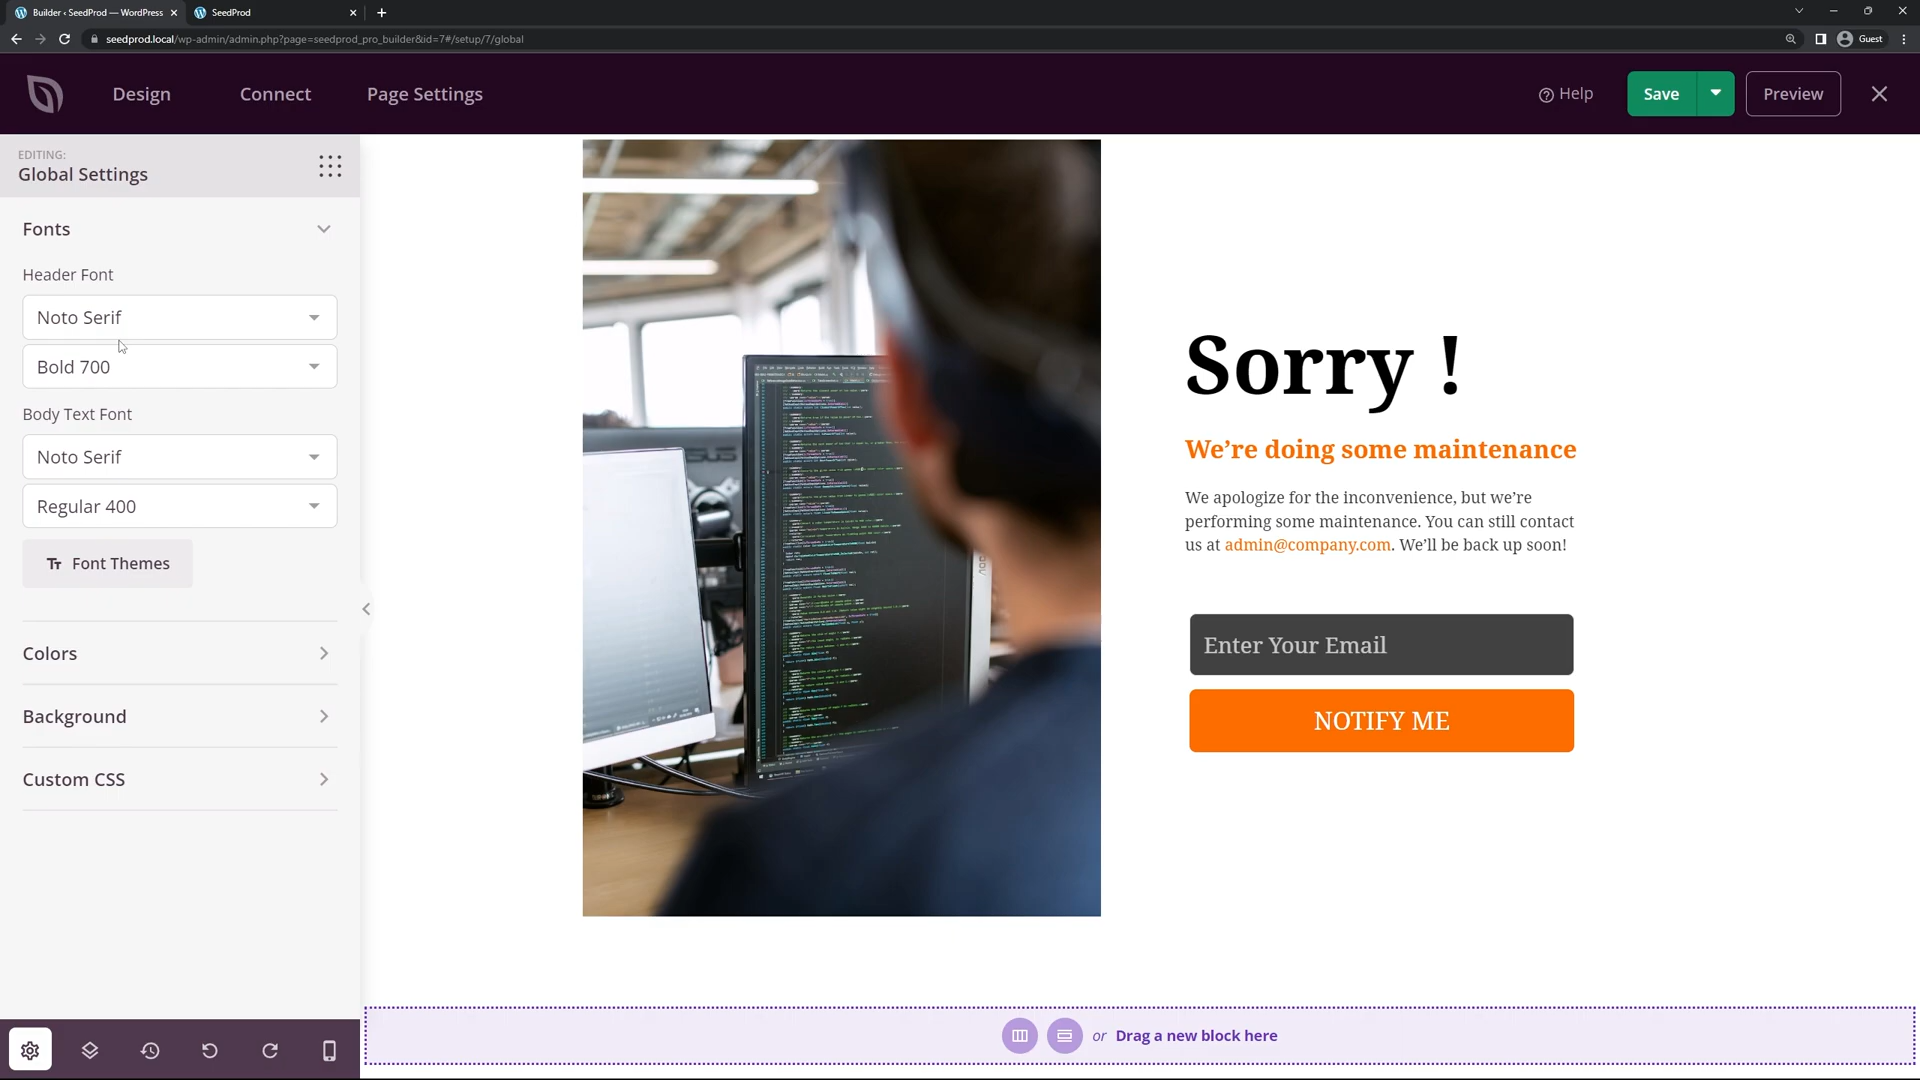 Builder ‹ SeedProd — WordPress
SeedProd
seedprod.local/wp-admin/admin.php?page=seedprod_pro_builder&id=7#/setup/7/global
Guest
Design
Connect
Page Settings
Help
Save
Preview
EDITING:
Global Settings
Fonts
Header Font
Noto Serif
Bold 700
Body Text Font
Noto Serif
Regular 400
Font Themes
Colors
Background
Custom CSS
Sorry !
We’re doing some maintenance
We apologize for the inconvenience, but we’re
performing some maintenance. You can still contact
us at admin@company.com. We’ll be back up soon!
Enter Your Email
NOTIFY ME
or Drag a new block here